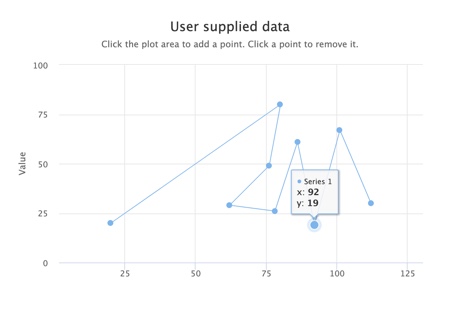 User supplied data
Click the plot area to add a point. Click a point to remove it.
Value
100
75
50
25
0
Series 1
x: 92
y: 19
25 50 75 100 125